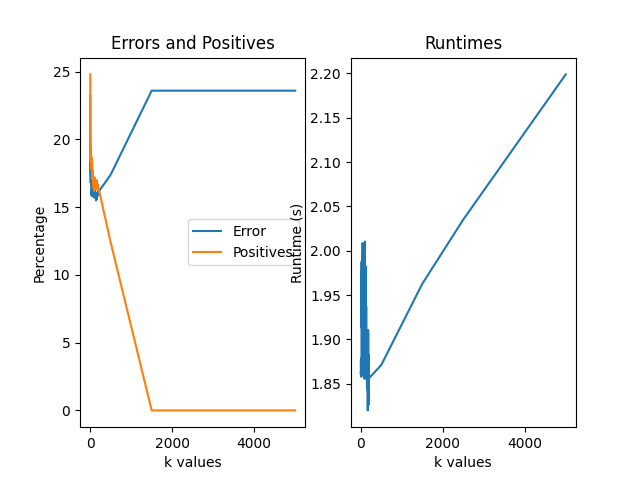 Errors and Positives
25
20
15
10
5
0
Percentage
Error
Positives
0
2000
4000
k values
Runtimes
2.20
2.15
2.10
2.05
2.00
1.95
1.90
1.85
Runtime (s)
0
2000
4000
k values